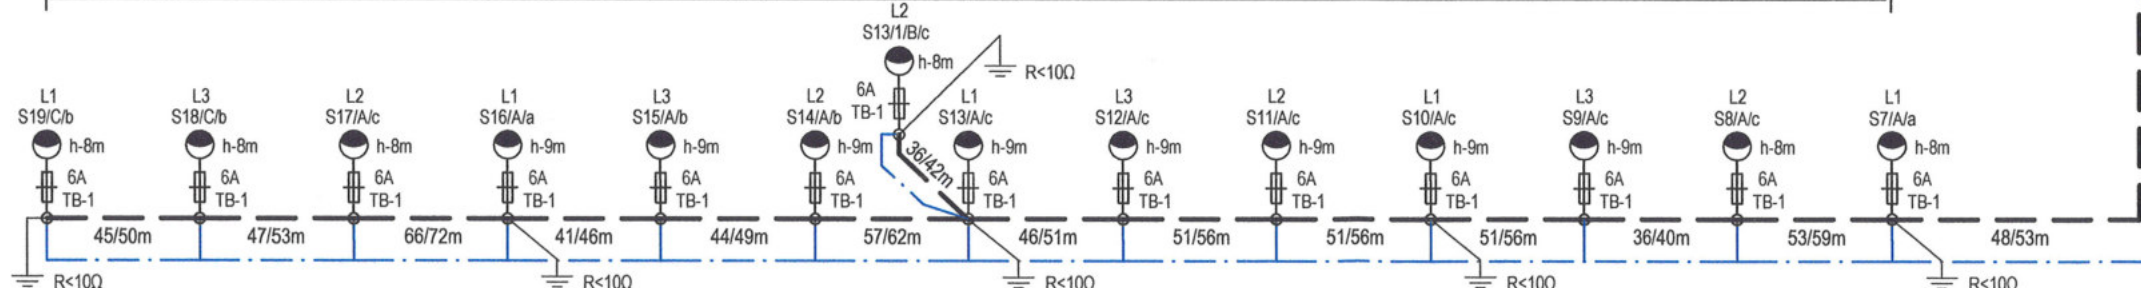 L2
S13/1/B/c
h-8m
R<10Ω
6A
TB-1
L1
S19/C/b
h-8m
6A
TB-1
L3
S18/C/b
h-8m
6A
TB-1
L2
S17/A/c
h-8m
6A
TB-1
L1
S16/A/a
h-9m
6A
TB-1
L3
S15/A/b
h-9m
6A
TB-1
L2
S14/A/b
h-9m
6A
TB-1
36/42m
L1
S13/A/c
h-9m
6A
TB-1
L3
S12/A/c
h-9m
6A
TB-1
L2
S11/A/c
h-9m
6A
TB-1
L1
S10/A/c
h-9m
6A
TB-1
L3
S9/A/c
h-9m
6A
TB-1
L2
S8/A/c
h-8m
6A
TB-1
L1
S7/A/a
h-8m
6A
TB-1
45/50m
47/53m
66/72m
41/46m
44/49m
57/62m
46/51m
51/56m
51/56m
51/56m
36/40m
53/59m
48/53m
R<10Ω
R<10Ω
R<10Ω
R<10Ω
R<10Ω